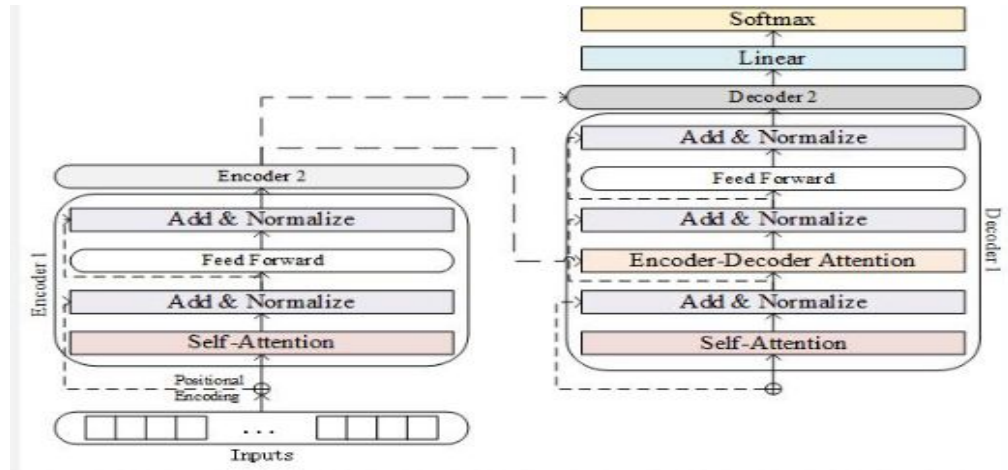 Softmax
Linear
Decoder 2
Add & Normalize
Feed Forward
Add & Normalize
Encoder-Decoder Attention
Add & Normalize
Self-Attention
Decoder 1
Encoder 2
Add & Normalize
Feed Forward
Add & Normalize
Self-Attention
Encoder 1
Positional
Encoding
...
Inputs